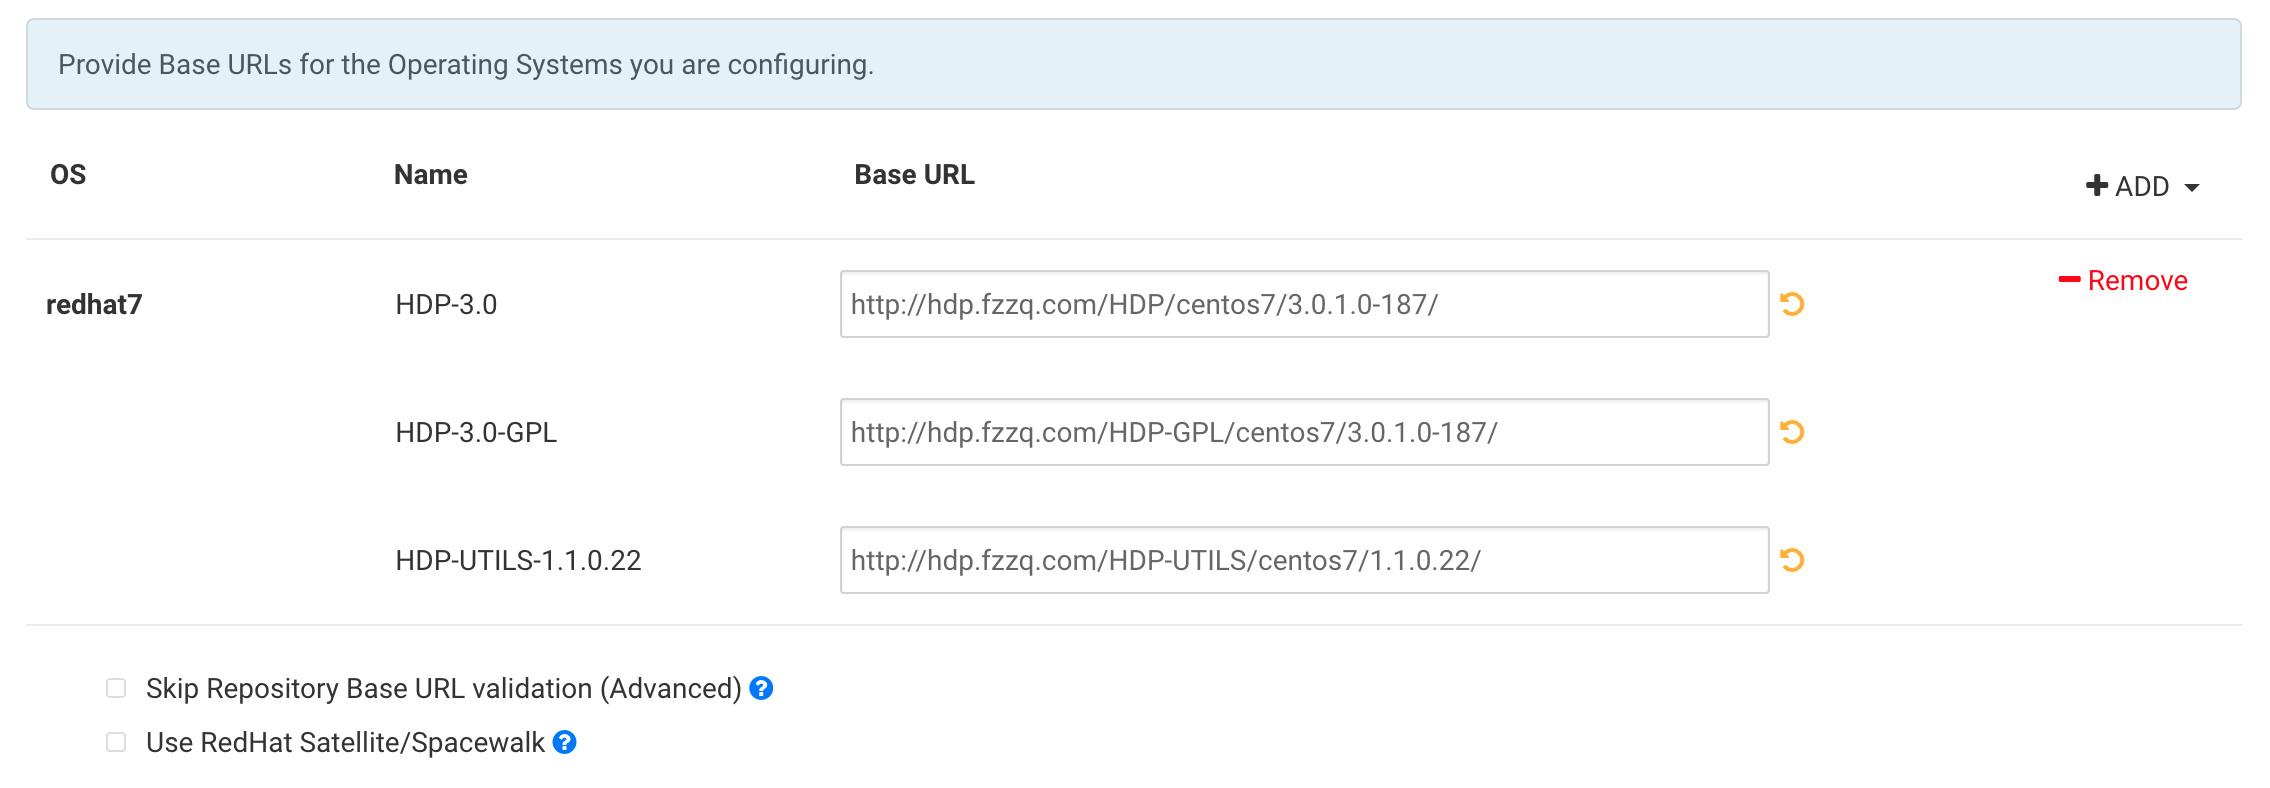 Provide Base URLs for the Operating Systems you are configuring.
OS Name Base URL ADD
redhat7 HDP-3.0 http://hdp.fzzq.com/HDP/centos7/3.0.1.0-187/ Remove
HDP-3.0-GPL http://hdp.fzzq.com/HDP-GPL/centos7/3.0.1.0-187/
HDP-UTILS-1.1.0.22 http://hdp.fzzq.com/HDP-UTILS/centos7/1.1.0.22/
Skip Repository Base URL validation (Advanced) ?
Use RedHat Satellite/Spacewalk ?